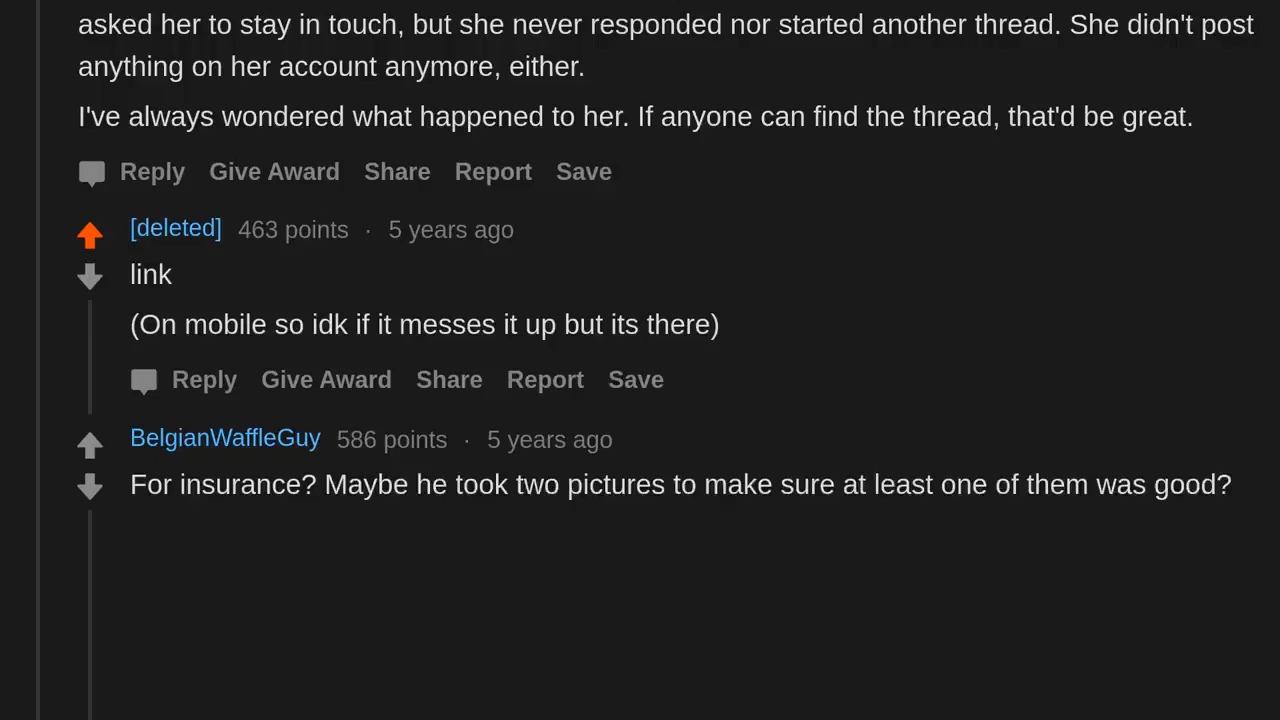 asked her to stay in touch, but she never responded nor started another thread. She didn't post
anything on her account anymore, either.
I've always wondered what happened to her. If anyone can find the thread, that'd be great.
Reply Give Award Share Report Save
[deleted] 463 points · 5 years ago
link
(On mobile so idk if it messes it up but its there)
Reply Give Award Share Report Save
BelgianWaffleGuy 586 points · 5 years ago
For insurance? Maybe he took two pictures to make sure at least one of them was good?